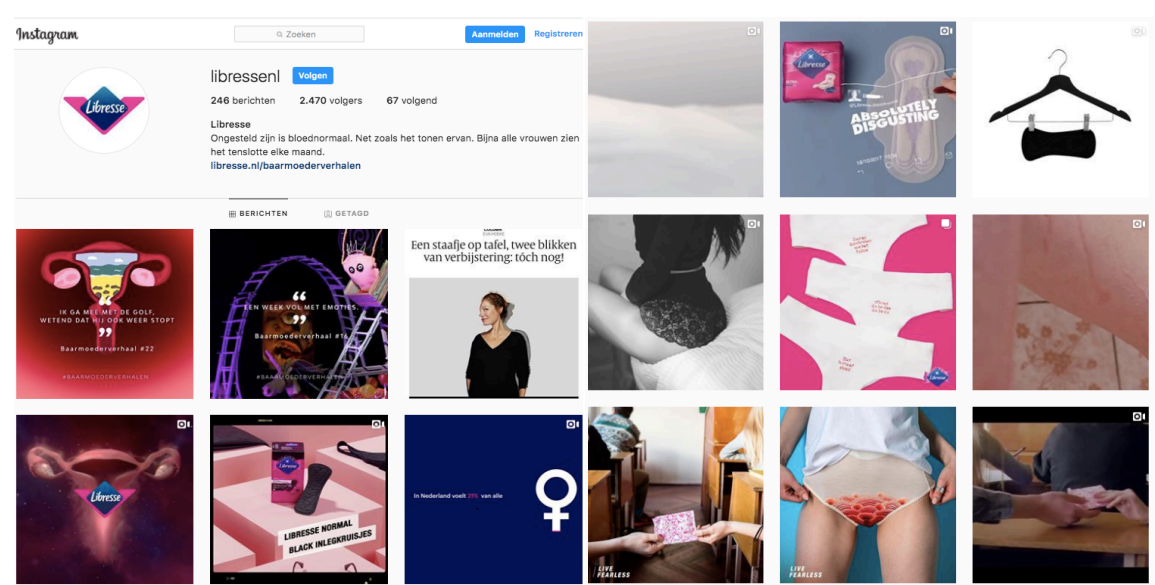 Instagram
Zoeken
Aanmelden
Registreren
Libresse
libressenl
Volgen
246 berichten
2.470 volgers
67 volgend
Libresse
Ongesteld zijn is bloednormaal. Net zoals het tonen ervan. Bijna alle vrouwen zien
het tenslotte elke maand.
libresse.nl/baarmoederverhalen
BERICHTEN
GETAGD
“
IK GA MEE MET DE GOLF,
WETEND DAT HIJ OOK WEER STOPT
”
Baarmoederverhaal #22
#BAARMOEDERVERHALEN
“
EEN WEEK VOL MET EMOTIES.
”
Baarmoederverhaal #16
#BAARMOEDERVERHALEN
Een staafje op tafel, twee blikken
van verbijstering: tóch nog!
Libresse
Libresse
LIBRESSE NORMAL
BLACK INLEGKRUISJES
In Nederland voelt 21% van alle
Libresse
ABSOLUTELY
DISGUSTING
Libresse
LIVE
FEARLESS
LIVE
FEARLESS